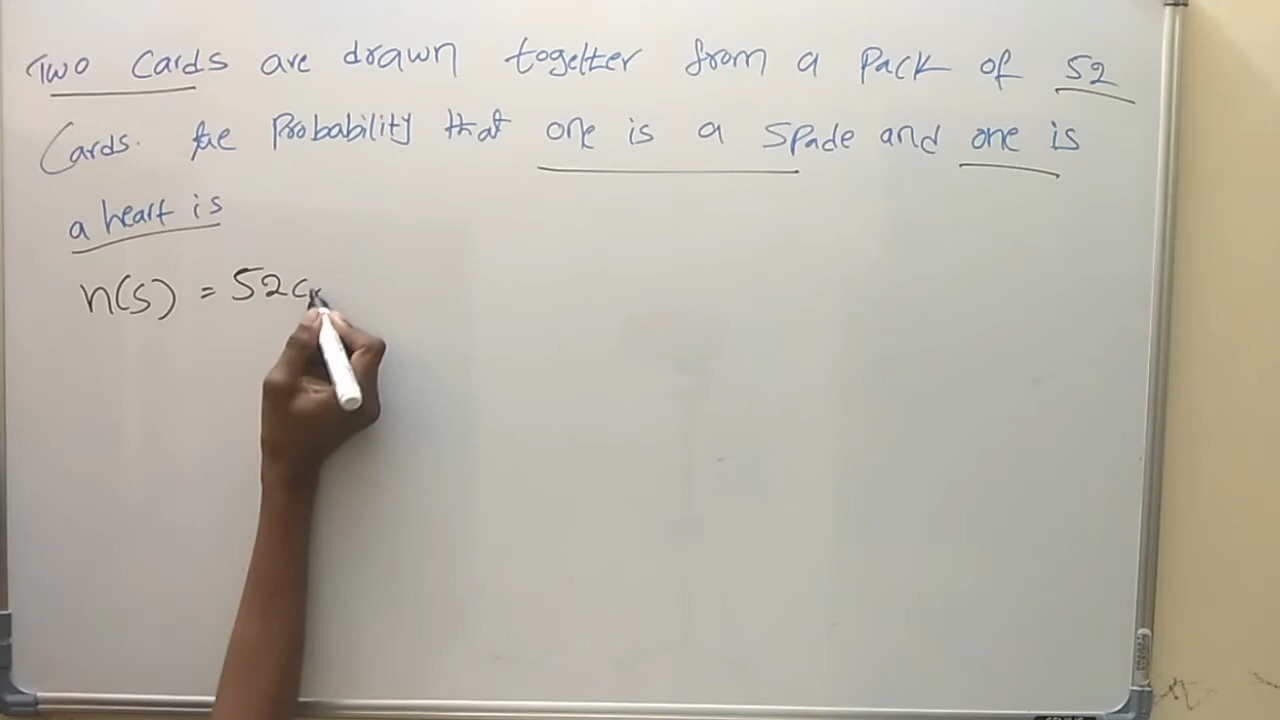 Two Cards are drawn together from a Pack of 52
Cards. the Probability that one is a Spade and one is
a heart is
n(s) = 52c